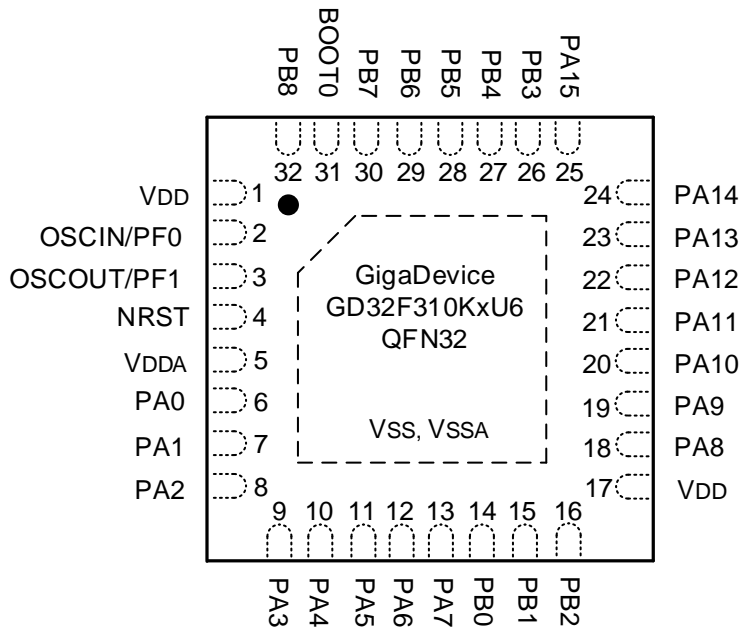 PB8
BOOT0
PB7
PB6
PB5
PB4
PB3
PA15
32
31
30
29
28
27
26
25
VDD
1
OSCIN/PF0
2
OSCOUT/PF1
3
NRST
4
VDDA
5
PA0
6
PA1
7
PA2
8
GigaDevice
GD32F310KxU6
QFN32
VSS, VSSA
24
PA14
23
PA13
22
PA12
21
PA11
20
PA10
19
PA9
18
PA8
17
VDD
9
10
11
12
13
14
15
16
PA3
PA4
PA5
PA6
PA7
PB0
PB1
PB2